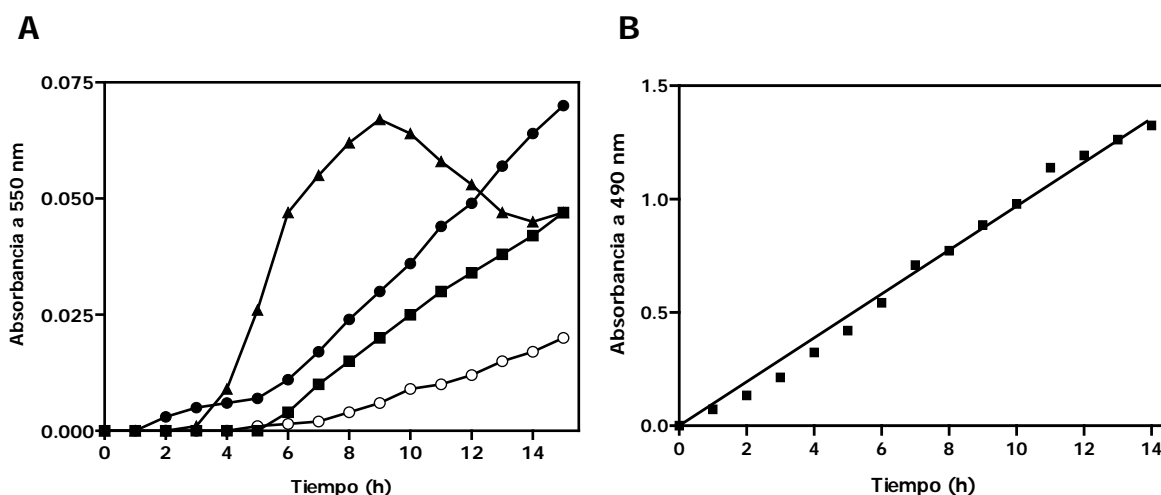 A
Absorbancia a 550 nm
0.075
0.050
0.025
0.000
0 2 4 6 8 10 12 14
Tiempo (h)
B
Absorbancia a 490 nm
1.5
1.0
0.5
0.0
0 2 4 6 8 10 12 14
Tiempo (h)